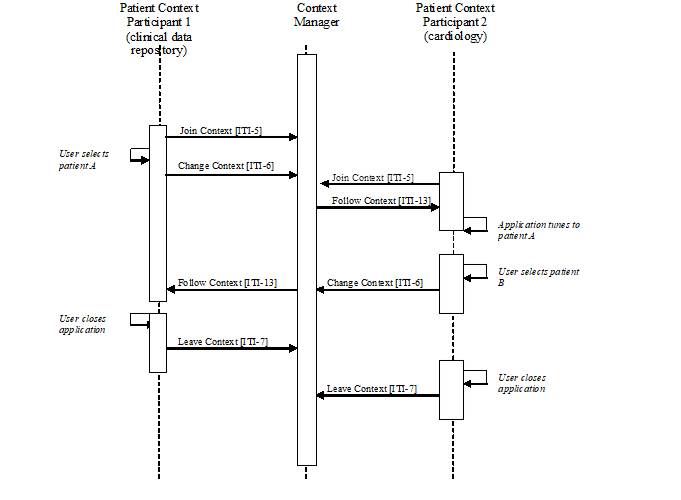 Patient Context
Participant 1
(clinical data
repository)
Context
Manager
Patient Context
Participant 2
(cardiology)
Join Context [ITI-5]
User selects
patient A
Change Context [ITI-6]
Join Context [ITI-5]
Follow Context [ITI-13]
Application tunes to
patient A
User selects patient
B
Follow Context [ITI-13]
Change Context [ITI-6]
User closes
application
Leave Context [ITI-7]
User closes
application
Leave Context [ITI-7]